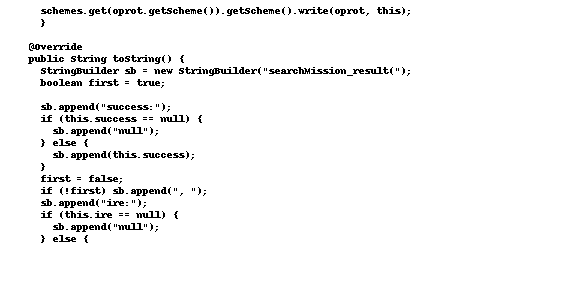 schemes.get(oprot.getScheme()).getScheme().write(oprot, this);
}
@Override
public String toString() {
StringBuilder sb = new StringBuilder("searchMission_result(");
boolean first = true;
sb.append("success:");
if (this.success == null) {
sb.append("null");
} else {
sb.append(this.success);
}
first = false;
if (!first) sb.append(", ");
sb.append("ire:");
if (this.ire == null) {
sb.append("null");
} else {